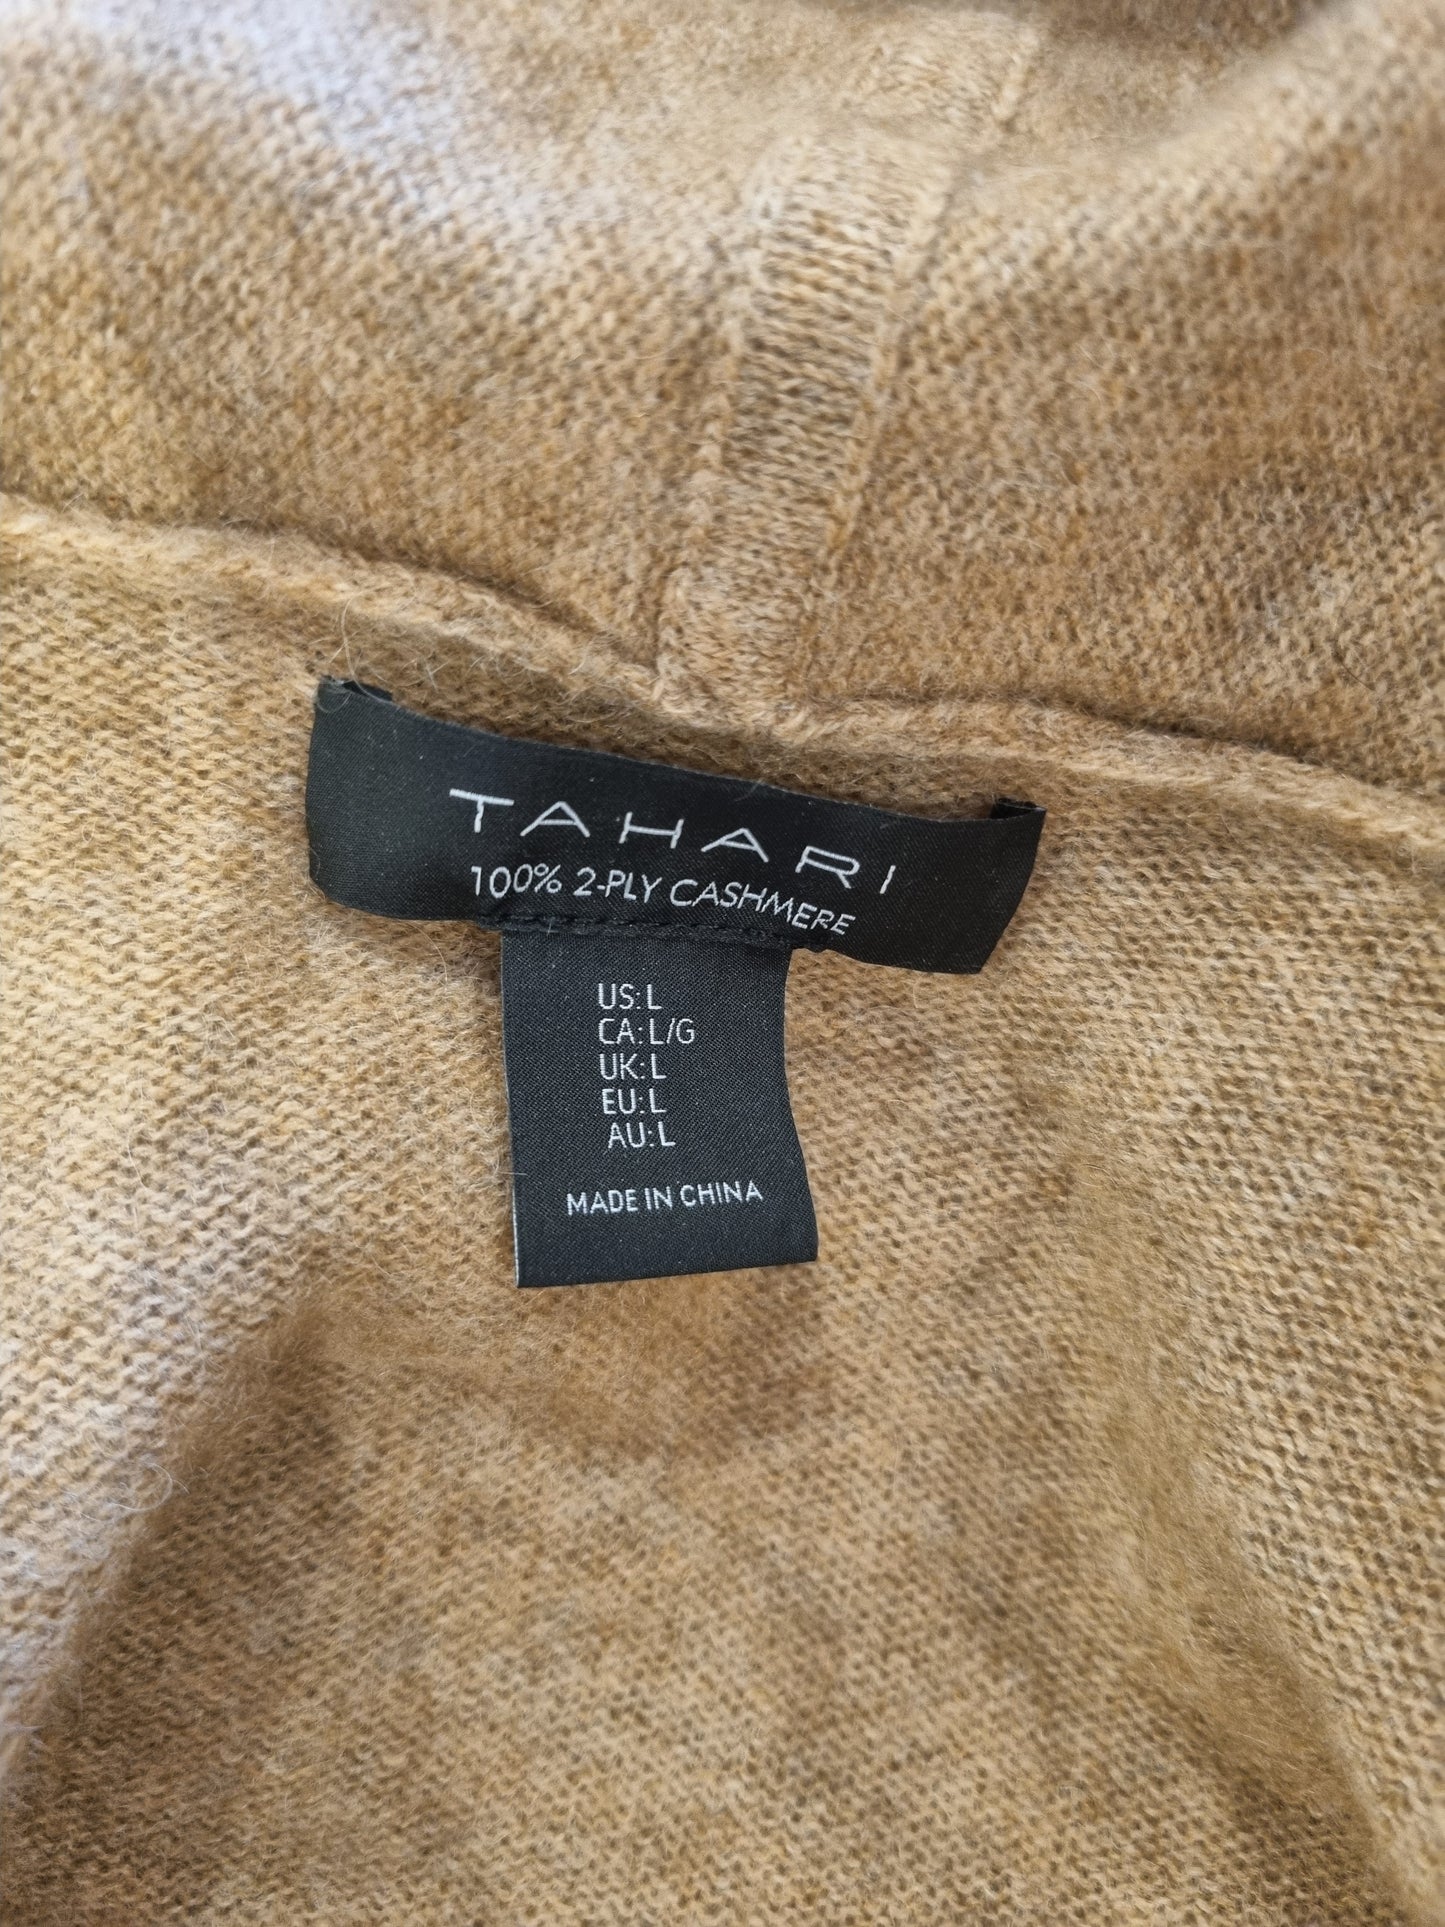 TAHARI
100% 2-PLY CASHMERE
US: L
CA: L/G
UK: L
EU: L
AU: L
MADE IN CHINA